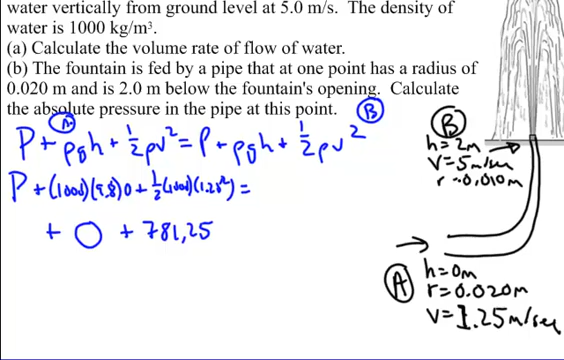 water vertically from ground level at 5.0 m/s. The density of
water is 1000 kg/m³.
(a) Calculate the volume rate of flow of water.
(b) The fountain is fed by a pipe that at one point has a radius of
0.020 m and is 2.0 m below the fountain's opening. Calculate
the absolute pressure in the pipe at this point.
A B
P + ρgh + ½ρv² = P + ρgh + ½ρv²
P + (1000)(9.8)0 + ½(1000)(1.25²) =
+ 0 + 781,25
B
h=2m
v=5m/sec
r=0.010m
A
h=0m
r=0.020m
v=1.25m/sec